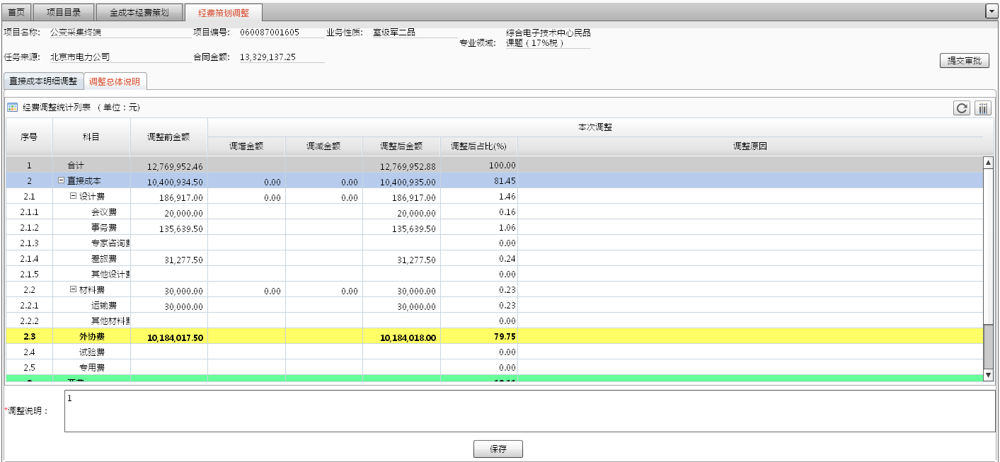 首页 项目目录 全成本经费策划 经费策划调整
项目名称: 公变采集终端 项目编号: 060087001605 业务性质: 室级军二品 专业领域: 综合电子技术中心民品
课题（17%税）
任务来源: 北京市电力公司 合同金额: 13,329,137.25
提交审批
直接成本明细调整 调整总体说明
经费调整统计列表 （单位：元)
序号 科目 调整前金额 本次调整
调增金额 调减金额 调整后金额 调整后占比(%) 调整原因
1 合计 12,769,952.46 12,769,952.88 100.00
2 直接成本 10,400,934.50 0.00 0.00 10,400,935.00 81.45
2.1 设计费 186,917.00 0.00 0.00 186,917.00 1.46
2.1.1 会议费 20,000.00 20,000.00 0.16
2.1.2 事务费 135,639.50 135,639.50 1.06
2.1.3 专家咨询费 0.00
2.1.4 差旅费 31,277.50 31,277.50 0.24
2.1.5 其他设计费 0.00
2.2 材料费 30,000.00 0.00 0.00 30,000.00 0.23
2.2.1 运输费 30,000.00 30,000.00 0.23
2.2.2 其他材料费 0.00
2.3 外协费 10,184,017.50 10,184,018.00 79.75
2.4 试验费 0.00
2.5 专用费 0.00
*调整说明： 1
保存